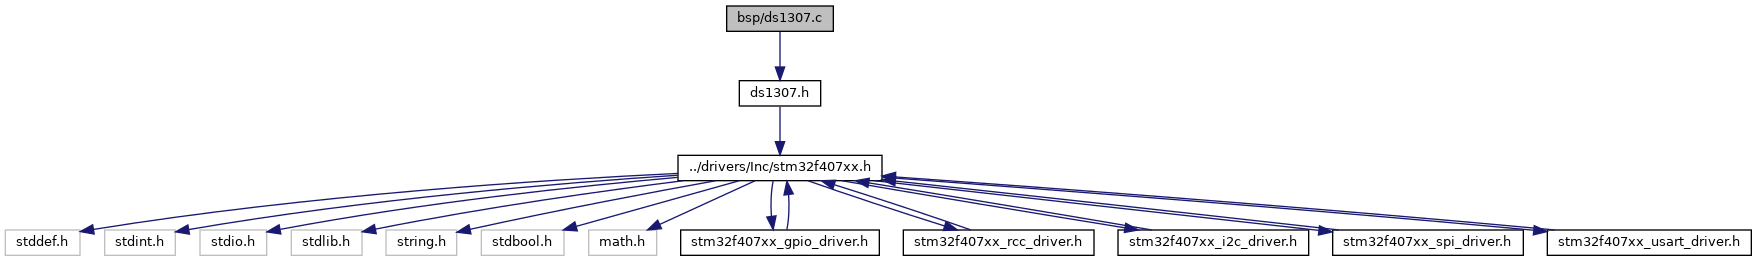 bsp/ds1307.c
ds1307.h
../drivers/Inc/stm32f407xx.h
stddef.h
stdint.h
stdio.h
stdlib.h
string.h
stdbool.h
math.h
stm32f407xx_gpio_driver.h
stm32f407xx_rcc_driver.h
stm32f407xx_i2c_driver.h
stm32f407xx_spi_driver.h
stm32f407xx_usart_driver.h